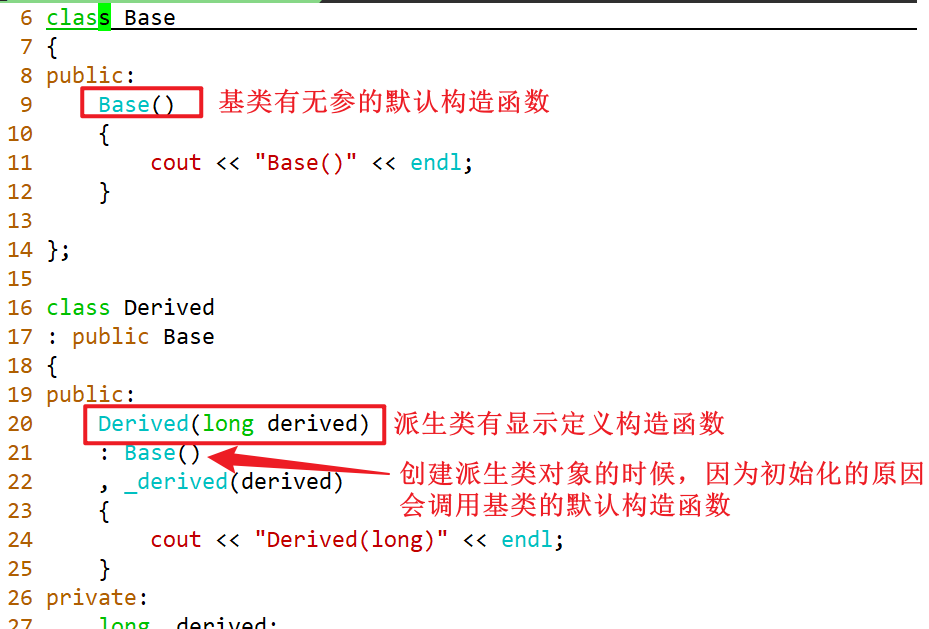 6 class Base
7 {
8 public:
9     Base() 基类有无参的默认构造函数
10     {
11         cout << "Base()" << endl;
12     }
13
14 };
15
16 class Derived
17 : public Base
18 {
19 public:
20     Derived(long derived) 派生类有显示定义构造函数
21     : Base()
创建派生类对象的时候，因为初始化的原因
22     , _derived(derived)
会调用基类的默认构造函数
23     {
24         cout << "Derived(long)" << endl;
25     }
26 private:
27     long _derived;